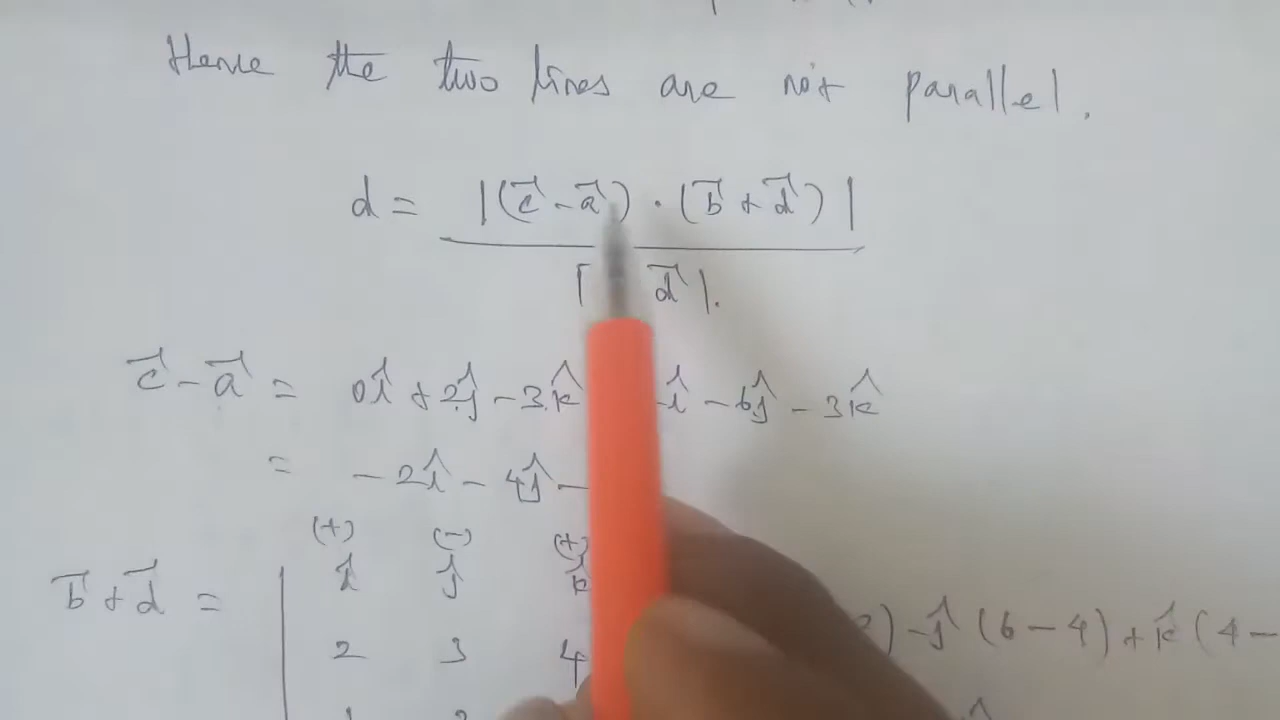 Hence the two lines are not parallel.
d = |(c⃗ - a⃗) · (b⃗ + d⃗)|
| d⃗|.
c⃗ - a⃗ = 0î + 2ĵ - 3k̂ î - 6ĵ - 3k̂
= -2î - 4ĵ -
(+) (-) (+)
b⃗ + d⃗ = | î ĵ k̂
2 3 4 ) - ĵ (6 - 4) + k̂ (4 -